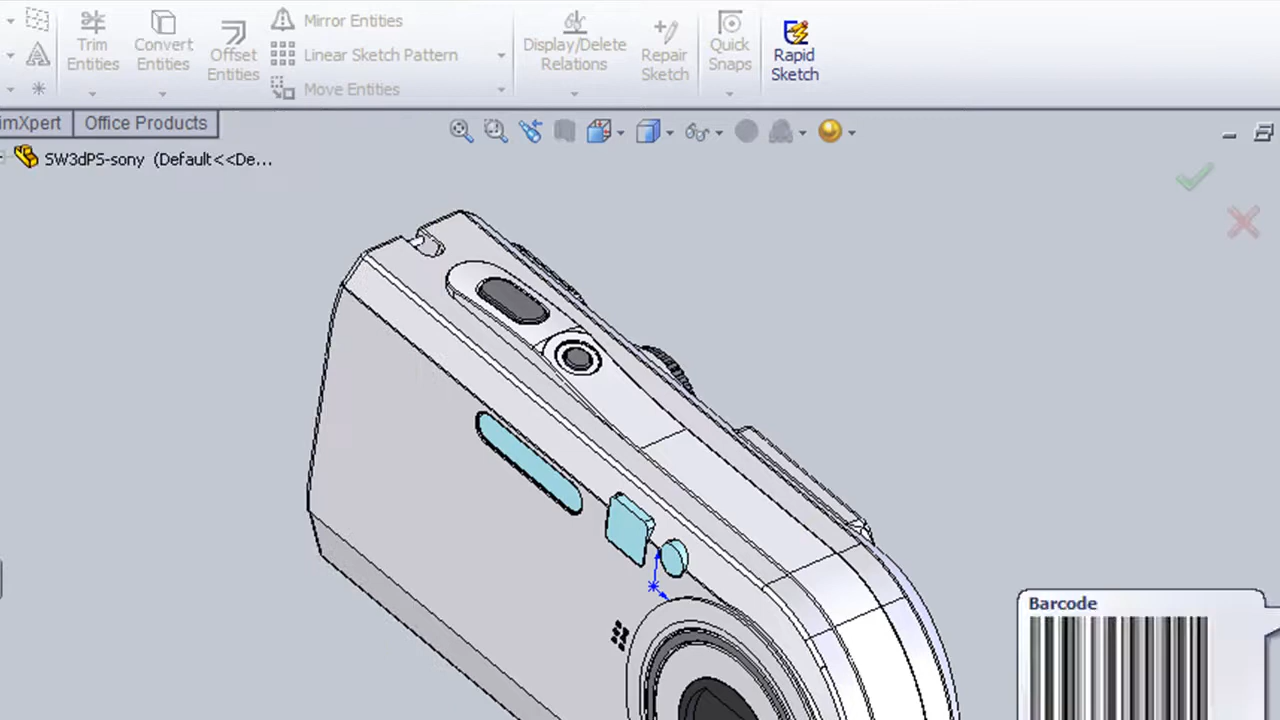 Trim
Entities
Convert
Entities
Offset
Entities
Mirror Entities
Linear Sketch Pattern
Move Entities
Display/Delete
Relations
Repair
Sketch
Quick
Snaps
Rapid
Sketch
imXpert
Office Products
SW3dPS-sony (Default<<De...
Barcode